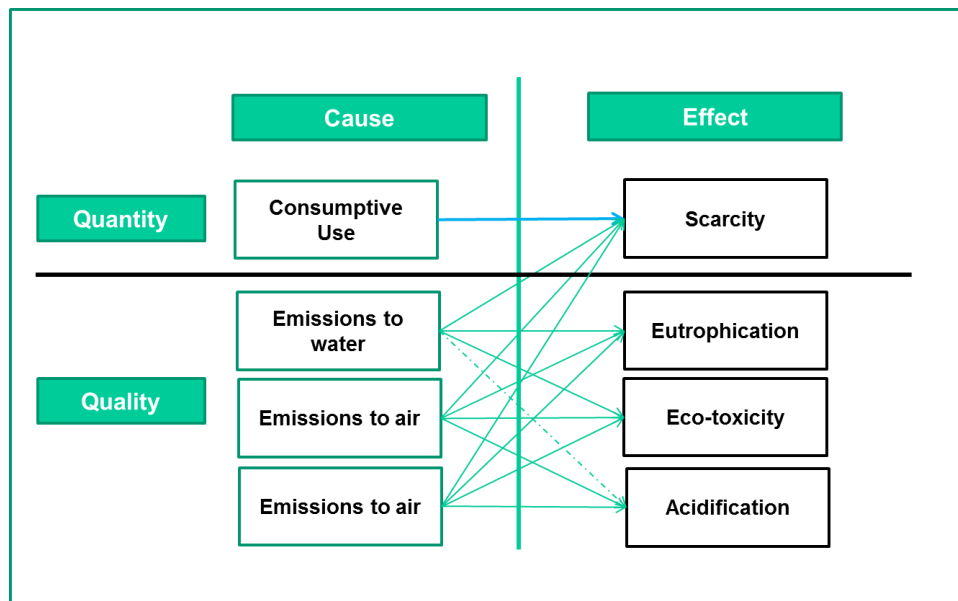 Cause
Effect
Quantity
Consumptive
Use
Scarcity
Emissions to
water
Eutrophication
Quality
Emissions to air
Eco-toxicity
Emissions to air
Acidification